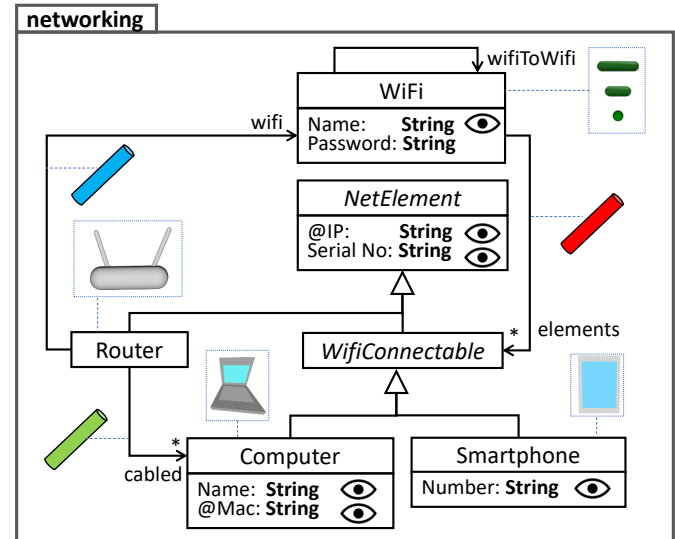 networking
wifiToWifi
WiFi
wifi
Name: String
Password: String
NetElement
@IP: String
Serial No: String
Router
WifiConnectable
* elements
*
cabled
Computer
Name: String
@Mac: String
Smartphone
Number: String